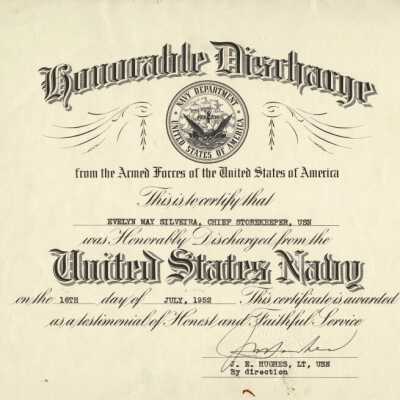 Honorable Discharge
NAVY DEPARTMENT
UNITED STATES OF AMERICA
from the Armed Forces of the United States of America
This is to certify that
EVELYN MAY SILVEIRA, CHIEF STOREKEEPER, USN
was Honorably Discharged from the
United States Navy
on the 16TH day of JULY, 1952. This certificate is awarded
as a testimonial of Honest and Faithful Service
J. E. HUGHES, LT, USN
By direction